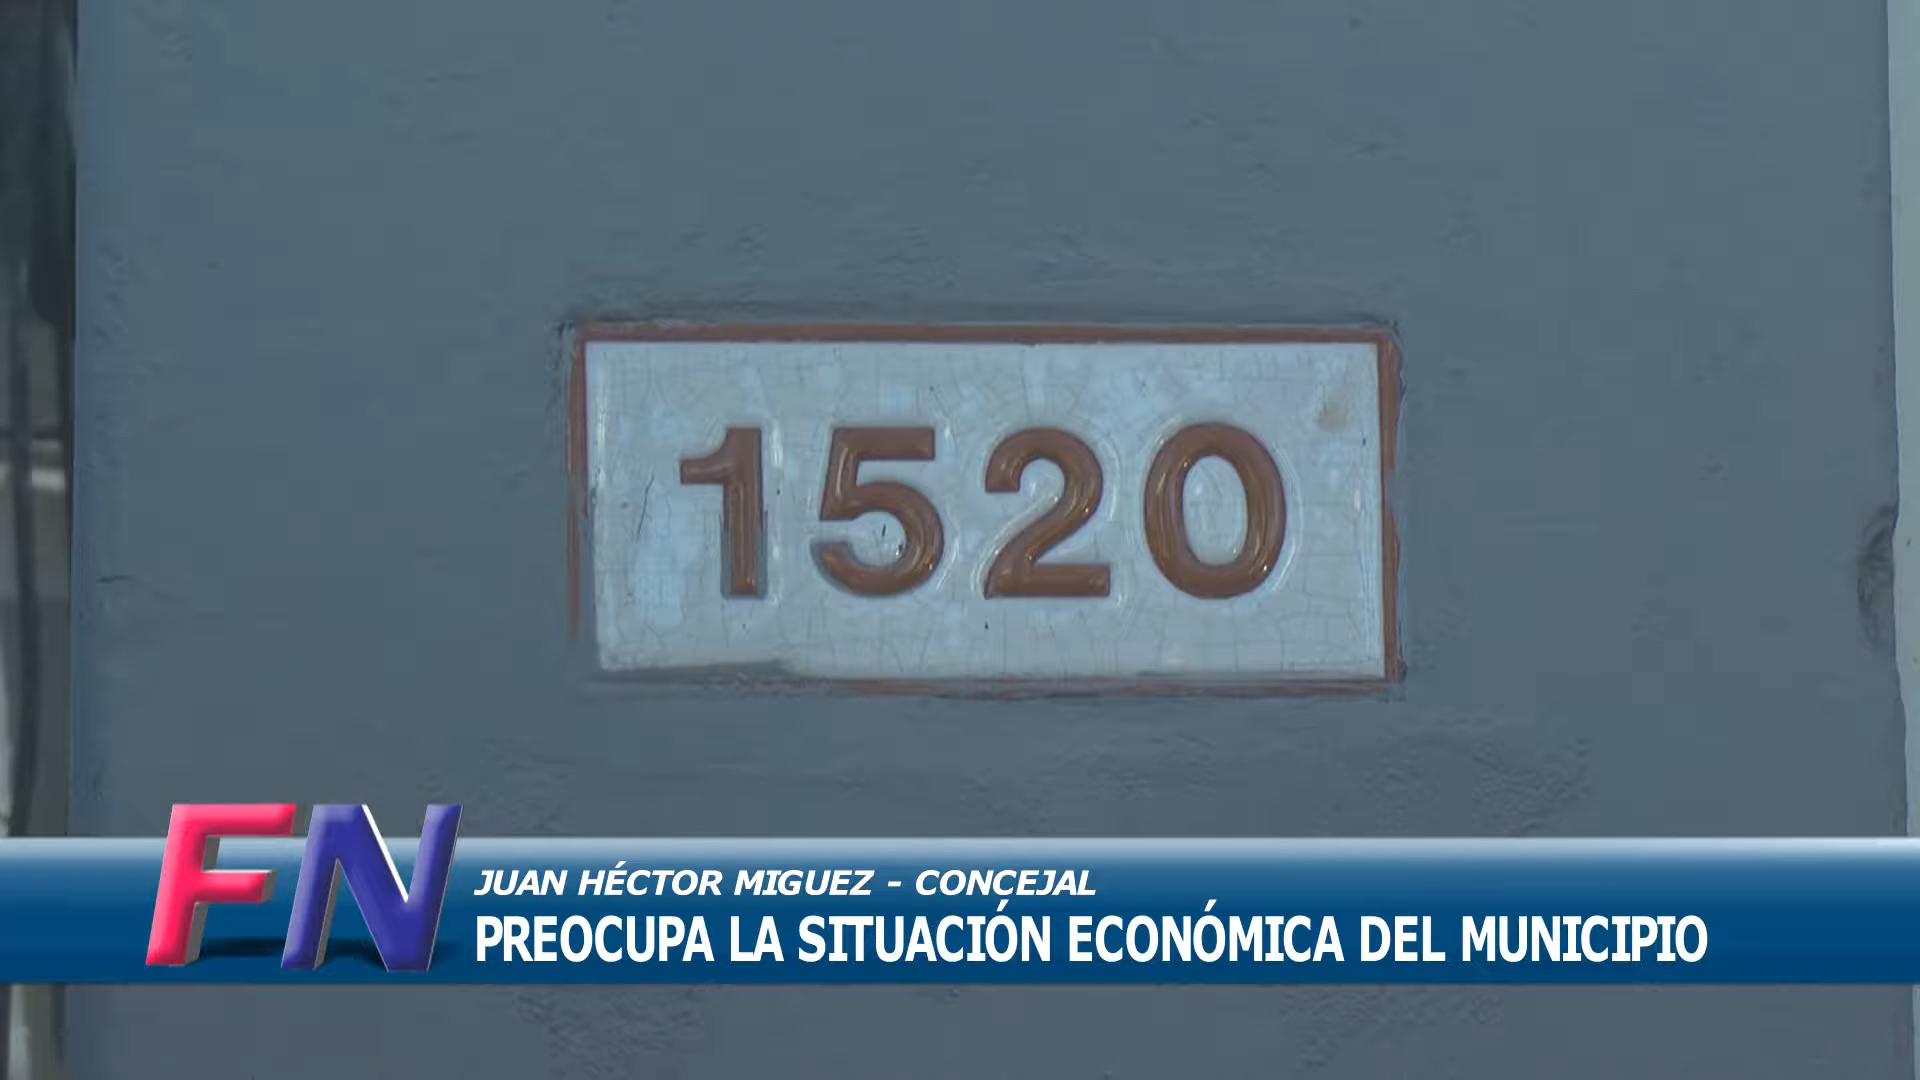 1520
FN
JUAN HÉCTOR MIGUEZ - CONCEJAL
PREOCUPA LA SITUACIÓN ECONÓMICA DEL MUNICIPIO